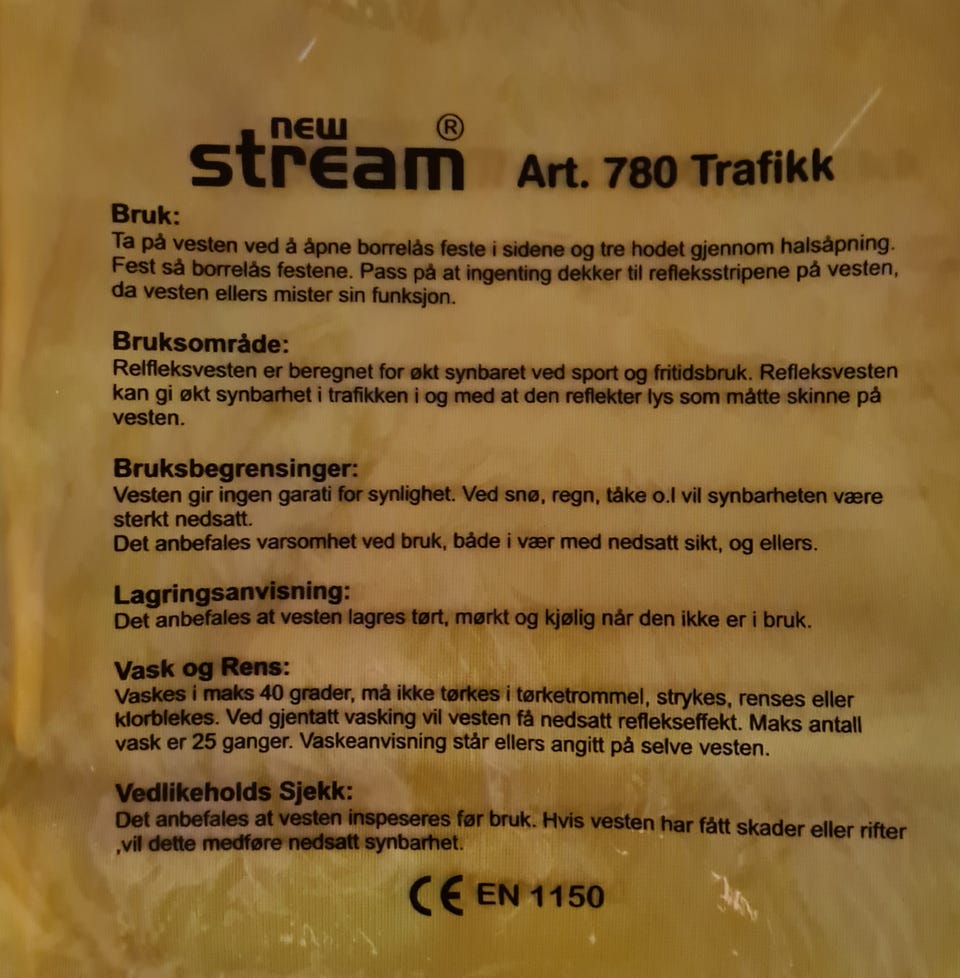 new
stream ® Art. 780 Trafikk
Bruk:
Ta på vesten ved å åpne borrelås feste i sidene og tre hodet gjennom halsåpning.
Fest så borrelås festene. Pass på at ingenting dekker til refleksstripene på vesten,
da vesten ellers mister sin funksjon.
Bruksområde:
Relfleksvesten er beregnet for økt synbaret ved sport og fritidsbruk. Refleksvesten
kan gi økt synbarhet i trafikken i og med at den reflekter lys som måtte skinne på
vesten.
Bruksbegrensinger:
Vesten gir ingen garati for synlighet. Ved snø, regn, tåke o.l vil synbarheten være
sterkt nedsatt.
Det anbefales varsomhet ved bruk, både i vær med nedsatt sikt, og ellers.
Lagringsanvisning:
Det anbefales at vesten lagres tørt, mørkt og kjølig når den ikke er i bruk.
Vask og Rens:
Vaskes i maks 40 grader, må ikke tørkes i tørketrommel, strykes, renses eller
klorblekes. Ved gjentatt vasking vil vesten få nedsatt reflekseffekt. Maks antall
vask er 25 ganger. Vaskeanvisning står ellers angitt på selve vesten.
Vedlikeholds Sjekk:
Det anbefales at vesten inspeseres før bruk. Hvis vesten har fått skader eller rifter
,vil dette medføre nedsatt synbarhet.
CE EN 1150